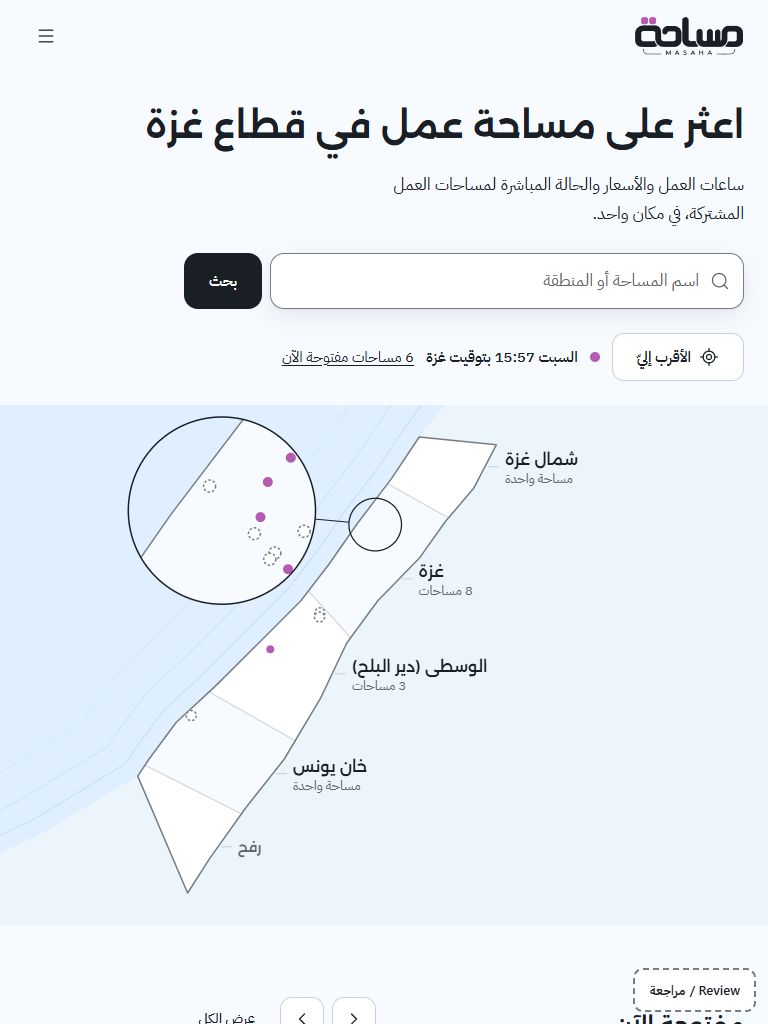 مساحة
MASAHA
اعثر على مساحة عمل في قطاع غزة
ساعات العمل والأسعار والحالة المباشرة لمساحات العمل
المشتركة، في مكان واحد.
اسم المساحة أو المنطقة
بحث
الأقرب إليّ
السبت 15:57 بتوقيت غزة
6 مساحات مفتوحة الآن
شمال غزة
مساحة واحدة
غزة
8 مساحات
الوسطى (دير البلح)
3 مساحات
خان يونس
مساحة واحدة
رفح
مراجعة / Review
مفتوحة الآن
عرض الكل